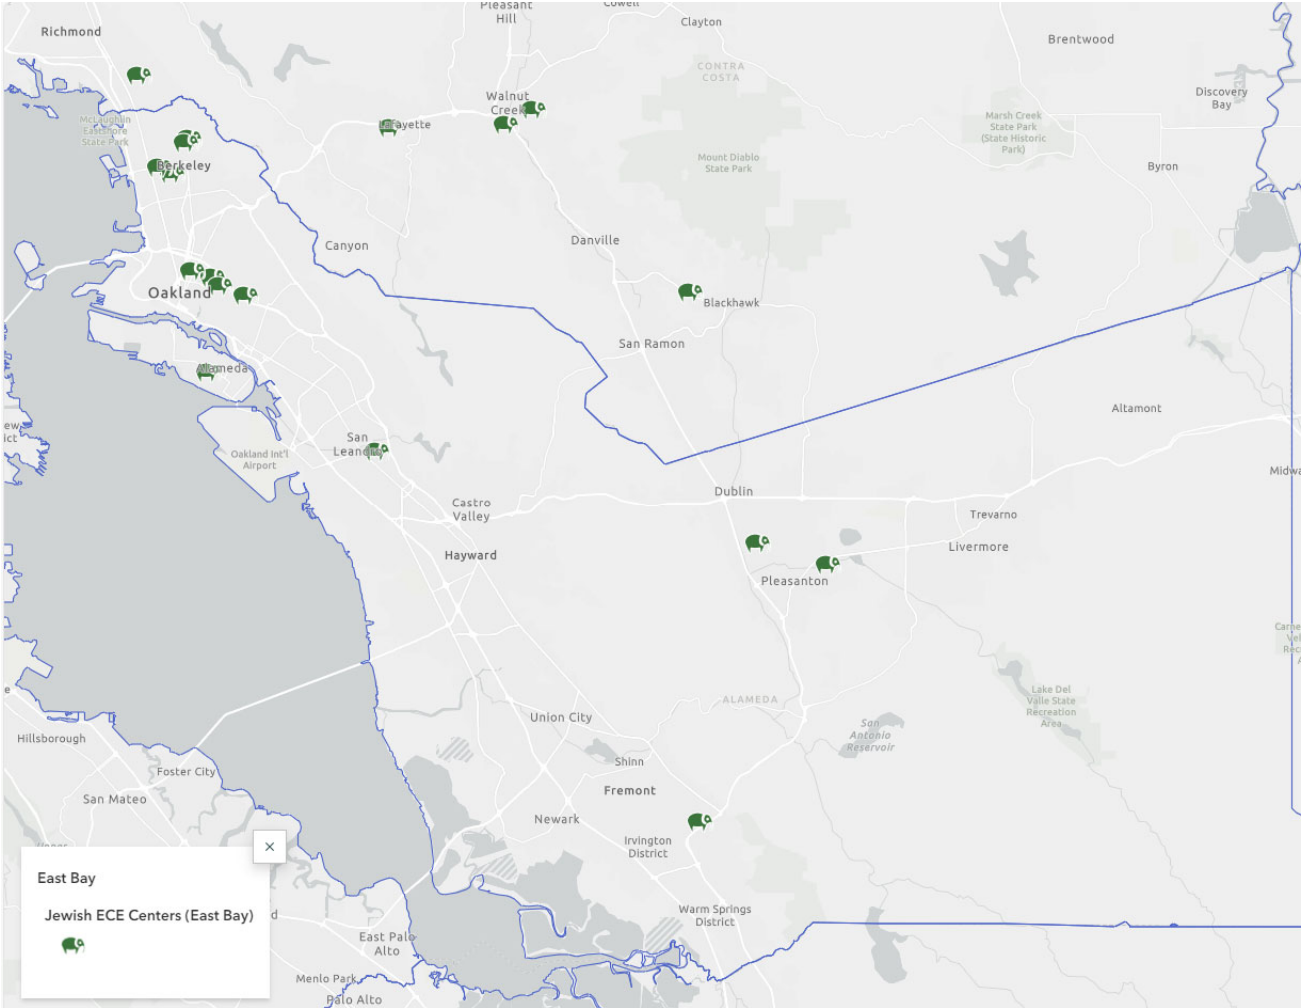 Pleasant
Hill
Cowell
Clayton
Richmond
Brentwood
CONTRA
COSTA
Discovery
Bay
Walnut
Creek
McLaughlin
Eastshore
State Park
Lafayette
Marsh Creek
State Park
(State Historic
Park)
Mount Diablo
State Park
Berkeley
Byron
Canyon
Danville
Oakland
Blackhawk
San Ramon
Alameda
Altamont
San
Leandro
Oakland Int'l
Airport
Midwa
Dublin
Castro
Valley
Trevarno
Hayward
Livermore
Pleasanton
Lake Del
Valle State
Recreation
Area
ALAMEDA
Union City
San
Antonio
Reservoir
Hillsborough
Shinn
Foster City
Fremont
San Mateo
Newark
Irvington
District
East Bay
Jewish ECE Centers (East Bay)
Warm Springs
District
East Palo
Alto
Menlo Park
Palo Alto